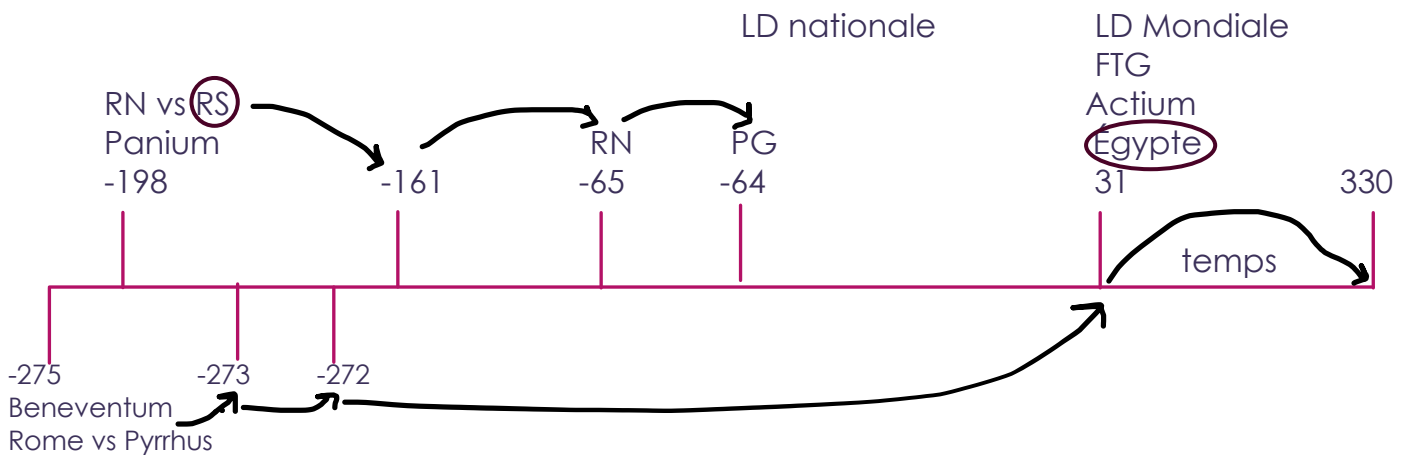 LD nationale
LD Mondiale
FTG
RN vs RS
Actium
Panium
RN
PG
Égypte
-198
-161
-65
-64
31
330
temps
-275
-273
-272
Beneventum
Rome vs Pyrrhus